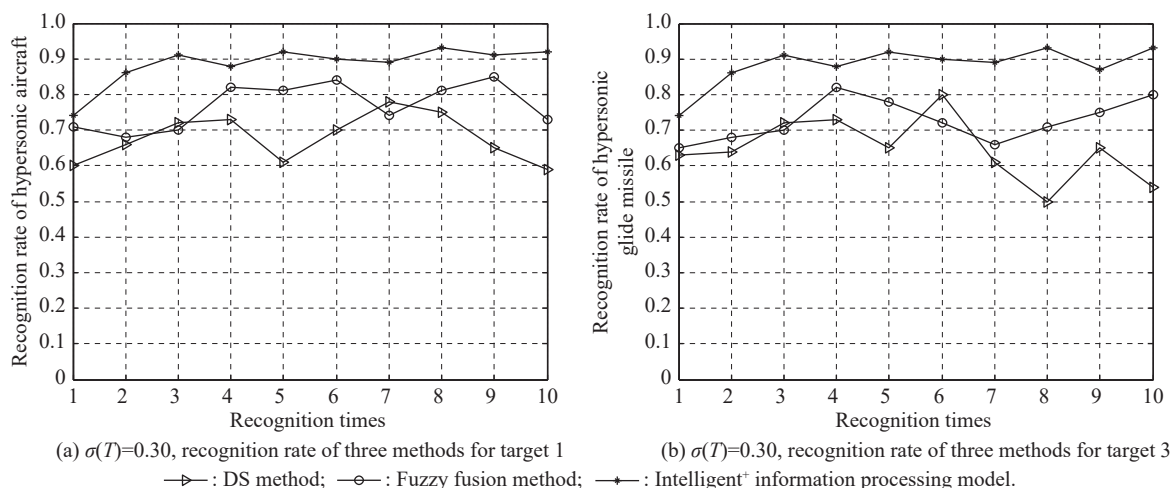 1.0
0.9
0.8
0.7
0.6
0.5
0.4
0.3
0.2
0.1
0
Recognition rate of hypersonic aircraft
1 2 3 4 5 6 7 8 9 10
Recognition times
(a) σ(T)=0.30, recognition rate of three methods for target 1
1.0
0.9
0.8
0.7
0.6
0.5
0.4
0.3
0.2
0.1
0
Recognition rate of hypersonic
glide missile
1 2 3 4 5 6 7 8 9 10
Recognition times
(b) σ(T)=0.30, recognition rate of three methods for target 3
: DS method; : Fuzzy fusion method; : Intelligent⁺ information processing model.